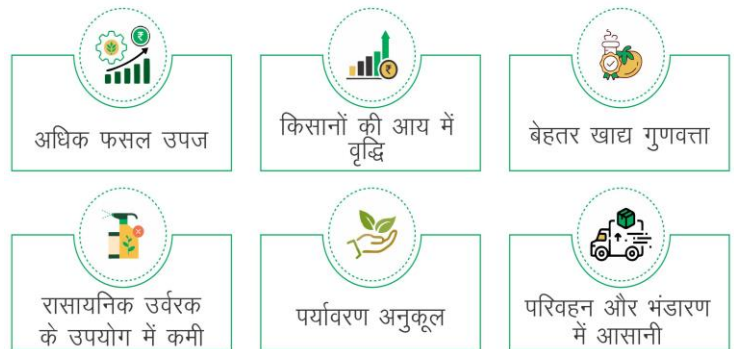 अधिक फसल उपज
किसानों की आय में
वृद्धि
बेहतर खाद्य गुणवत्ता
रासायनिक उर्वरक
के उपयोग में कमी
पर्यावरण अनुकूल
परिवहन और भंडारण
में आसानी